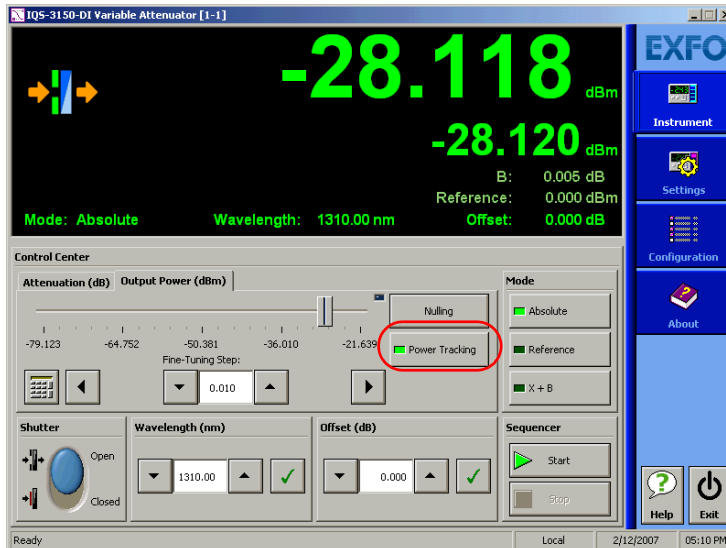 IQS-3150-DI Variable Attenuator [1-1]
EXFO
-28.118 dBm
-28.120 dBm
B: 0.005 dB
Reference: 0.000 dBm
Mode: Absolute Wavelength: 1310.00 nm Offset: 0.000 dB
Instrument
Settings
Configuration
About
Control Center
Attenuation (dB) Output Power (dBm)
Mode
Nulling
Absolute
-79.123 -64.752 -50.381 -36.010 -21.639
Power Tracking
Reference
Fine-Tuning Step:
0.010
X + B
Shutter
Open
Closed
Wavelength (nm)
1310.00
Offset (dB)
0.000
Sequencer
Start
Stop
Help
Exit
Ready Local 2/12/2007 05:10 PM